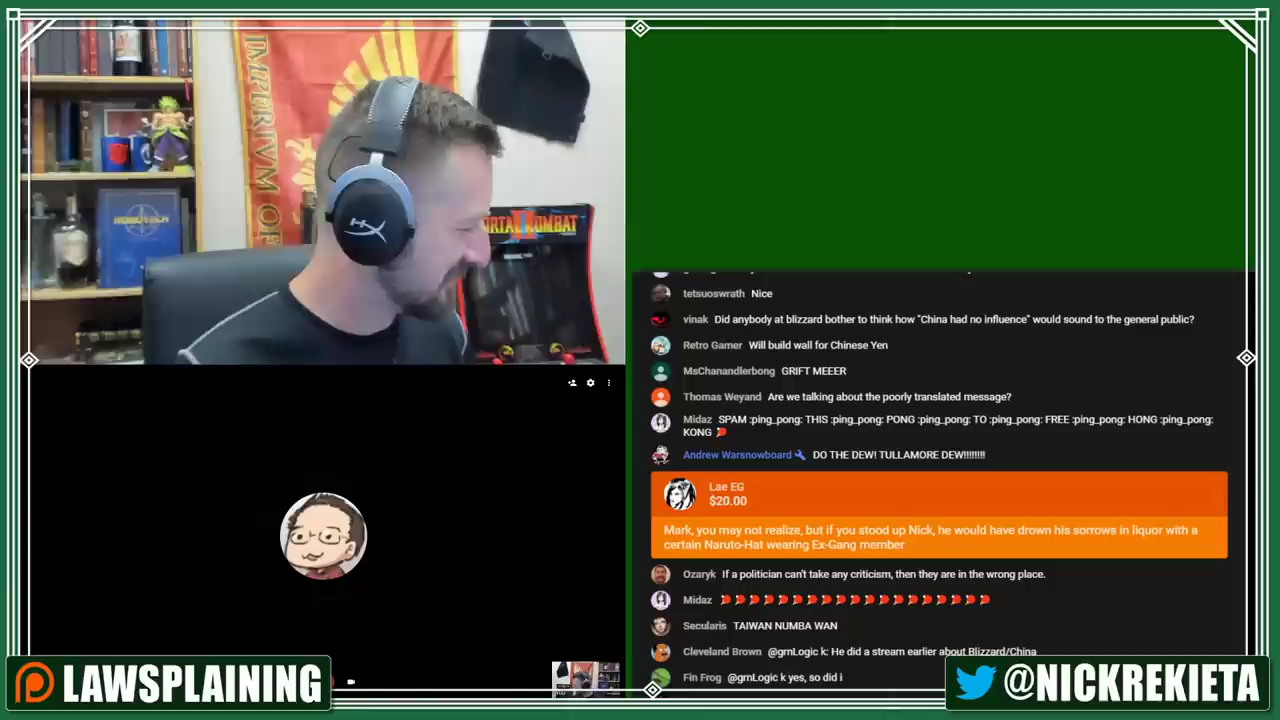 IMPERIVM OF
ROBOTECH
HX
ORTAL KOMBAT
II
tetsuoswrath Nice
vinak Did anybody at blizzard bother to think how "China had no influence" would sound to the general public?
Retro Gamer Will build wall for Chinese Yen
MsChanandlerbong GRIFT MEEER
Thomas Weyand Are we talking about the poorly translated message?
Midaz SPAM :ping_pong: THIS :ping_pong: PONG :ping_pong: TO :ping_pong: FREE :ping_pong: HONG :ping_pong:
KONG
Andrew Warsnowboard DO THE DEW! TULLAMORE DEW!!!!!!!!!
Lae EG
$20.00
Mark, you may not realize, but if you stood up Nick, he would have drown his sorrows in liquor with a
certain Naruto-Hat wearing Ex-Gang member
Ozaryk If a politician can't take any criticism, then they are in the wrong place.
Midaz
Secularis TAIWAN NUMBA WAN
Cleveland Brown @grnLogic k: He did a stream earlier about Blizzard/China
Fin Frog @grnLogic k yes, so did i
LAWSPLAINING
@NICKREKIETA